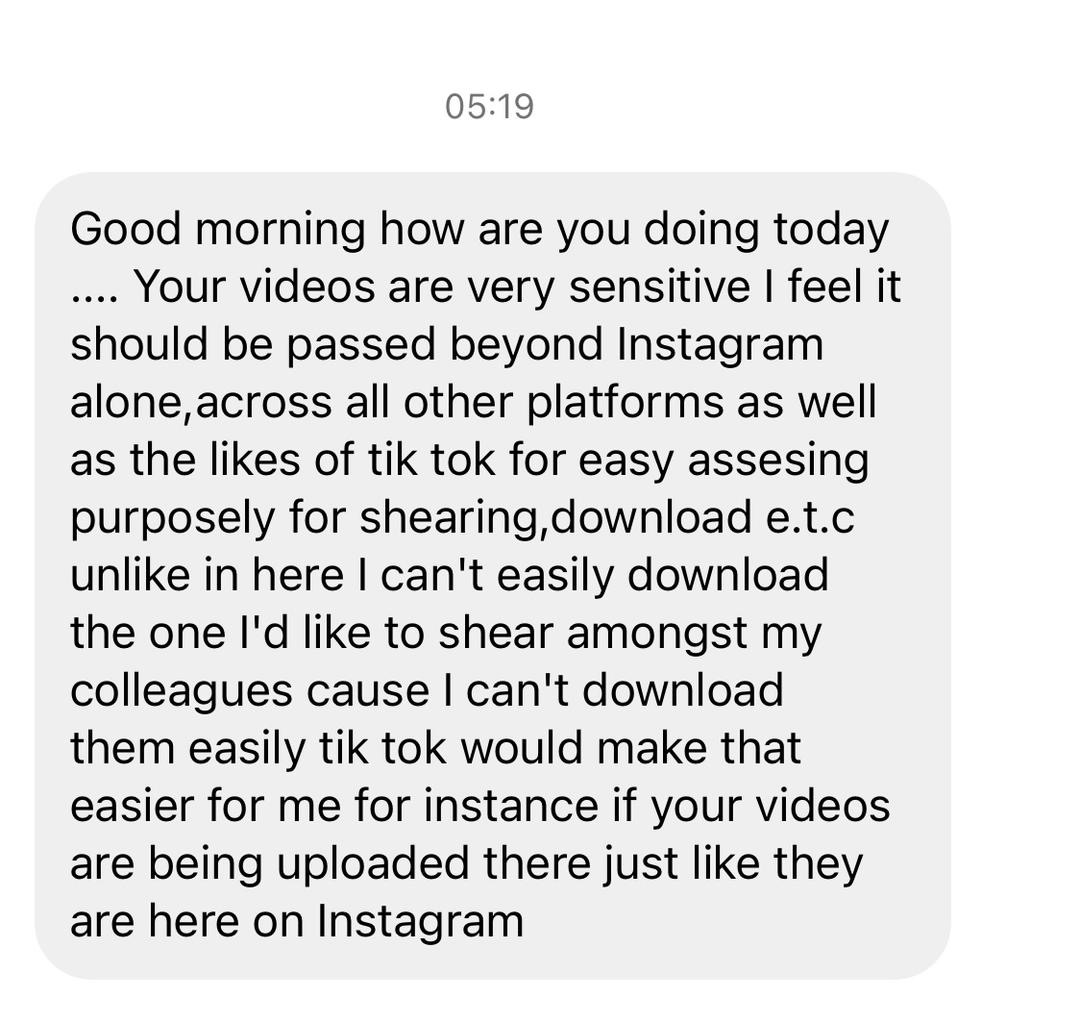 05:19
Good morning how are you doing today
.... Your videos are very sensitive I feel it
should be passed beyond Instagram
alone,across all other platforms as well
as the likes of tik tok for easy assesing
purposely for shearing,download e.t.c
unlike in here I can't easily download
the one I'd like to shear amongst my
colleagues cause I can't download
them easily tik tok would make that
easier for me for instance if your videos
are being uploaded there just like they
are here on Instagram